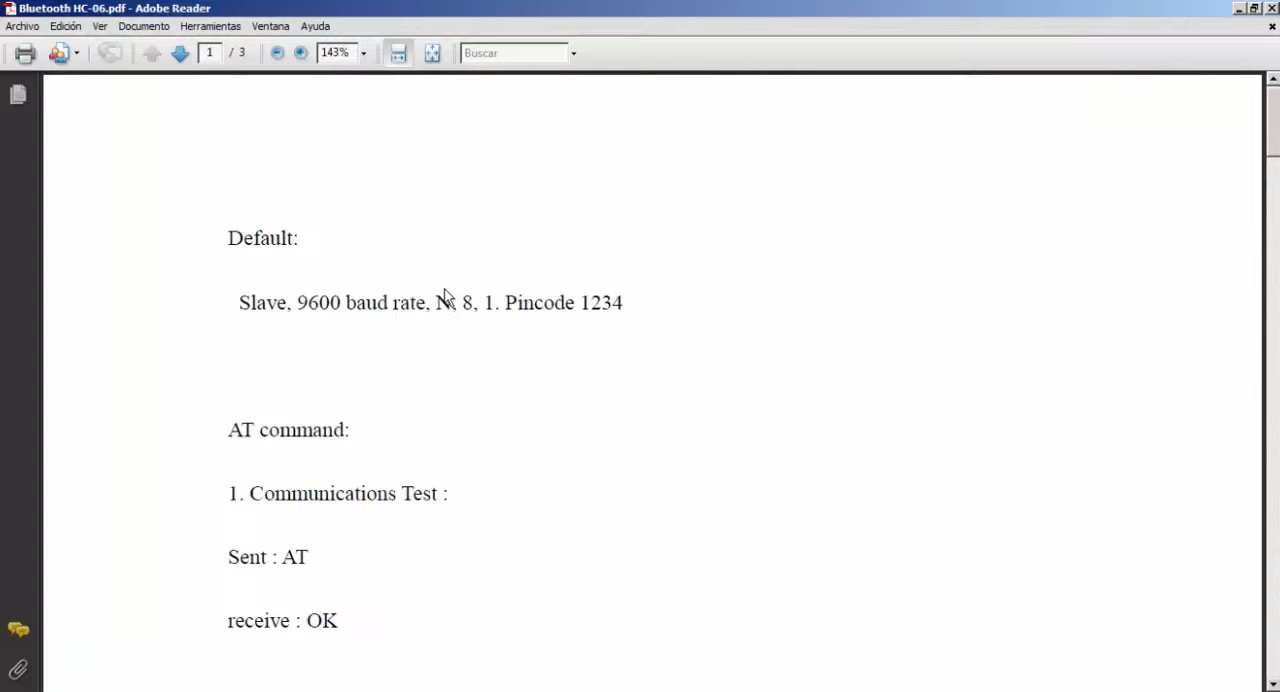 Bluetooth HC-06.pdf - Adobe Reader
Archivo Edición Ver Documento Herramientas Ventana Ayuda
1 / 3 143% Buscar
Default:
Slave, 9600 baud rate, N, 8, 1. Pincode 1234
AT command:
1. Communications Test :
Sent : AT
receive : OK